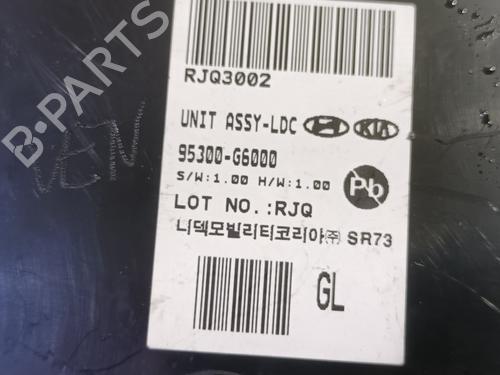 RJQ3002
UNIT ASSY-LDC KIA
95300-G6000
S/W:1.00 H/W:1.00
Pb
LOT NO.:RJQ
니덱모빌리티코리아㈜ SR73
GL
B-PARTS